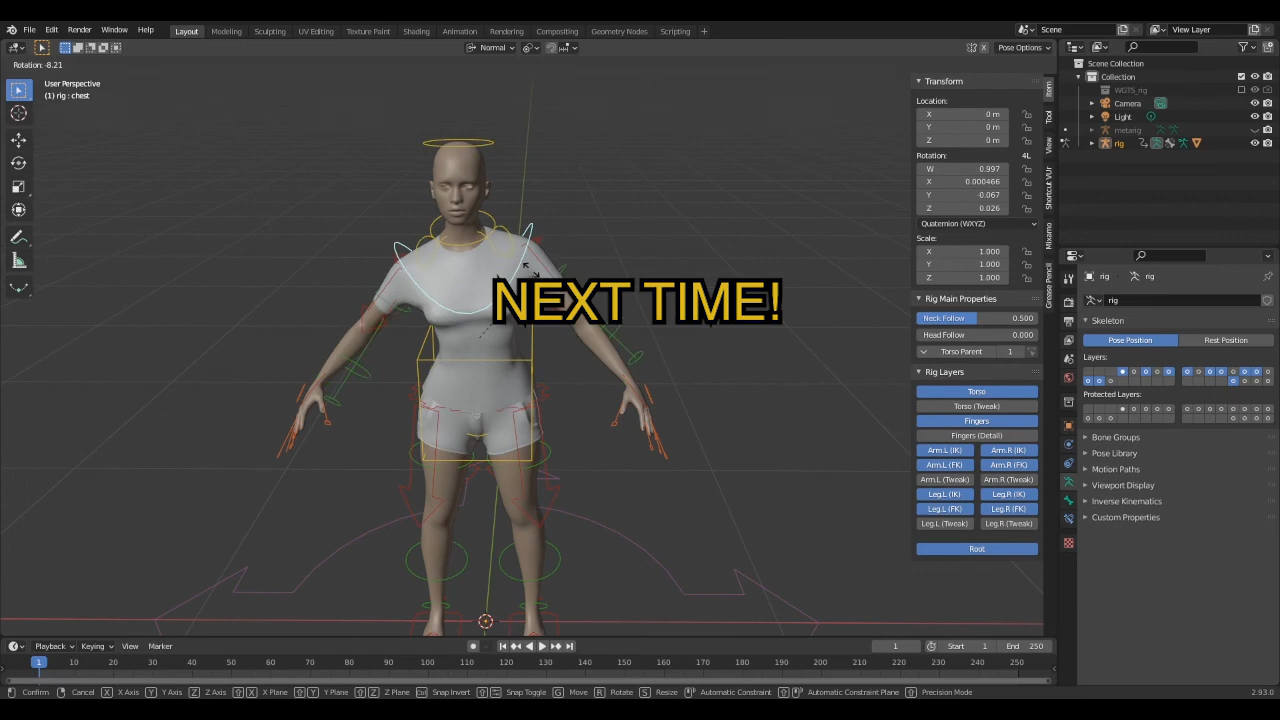 File Edit Render Window Help Layout Modeling Sculpting UV Editing Texture Paint Shading Animation Rendering Compositing Geometry Nodes Scripting + Scene View Layer
Normal Pose Options
Rotation: -8.21
User Perspective
(1) rig : chest
NEXT TIME!
Transform
Location:
X 0 m
Y 0 m
Z 0 m
Rotation: 4L
W 0.997
X 0.000466
Y -0.067
Z 0.026
Quaternion (WXYZ)
Scale:
X 1.000
Y 1.000
Z 1.000
Rig Main Properties
Neck Follow 0.500
Head Follow 0.000
Torso Parent 1
Rig Layers
Torso
Torso (Tweak)
Fingers
Fingers (Detail)
Arm.L (IK) Arm.R (IK)
Arm.L (FK) Arm.R (FK)
Arm.L (Tweak) Arm.R (Tweak)
Leg.L (IK) Leg.R (IK)
Leg.L (FK) Leg.R (FK)
Leg.L (Tweak) Leg.R (Tweak)
Root
Item
Tool
View
Shortcut VUr
Mixamo
Grease Pencil
Scene Collection
Collection
WGTS_rig
Camera
Light
metarig
rig
rig rig
rig
Skeleton
Pose Position Rest Position
Layers:
Protected Layers:
Bone Groups
Pose Library
Motion Paths
Viewport Display
Inverse Kinematics
Custom Properties
Playback Keying View Marker 1 Start 1 End 250
1 10 20 30 40 50 60 70 80 90 100 110 120 130 140 150 160 170 180 190 200 210 220 230 240 250
Confirm Cancel X X Axis Y Y Axis Z Z Axis X X Plane Y Y Plane Z Z Plane Snap Invert Snap Toggle G Move R Rotate S Resize Automatic Constraint Automatic Constraint Plane Precision Mode 2.93.0